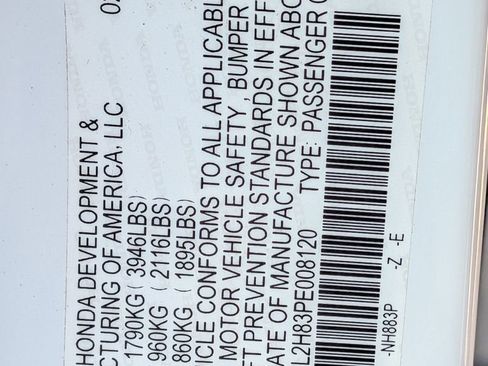 HONDA DEVELOPMENT &
CTURING OF AMERICA, LLC 0
1790KG ( 3946LBS)
960KG ( 2116LBS)
860KG ( 1895LBS)
ICLE CONFORMS TO ALL APPLICABL
MOTOR VEHICLE SAFETY, BUMPER
FT PREVENTION STANDARDS IN EFF
ATE OF MANUFACTURE SHOWN ABO
L2H83PE008120 TYPE: PASSENGER C
-NH883P -Z -E